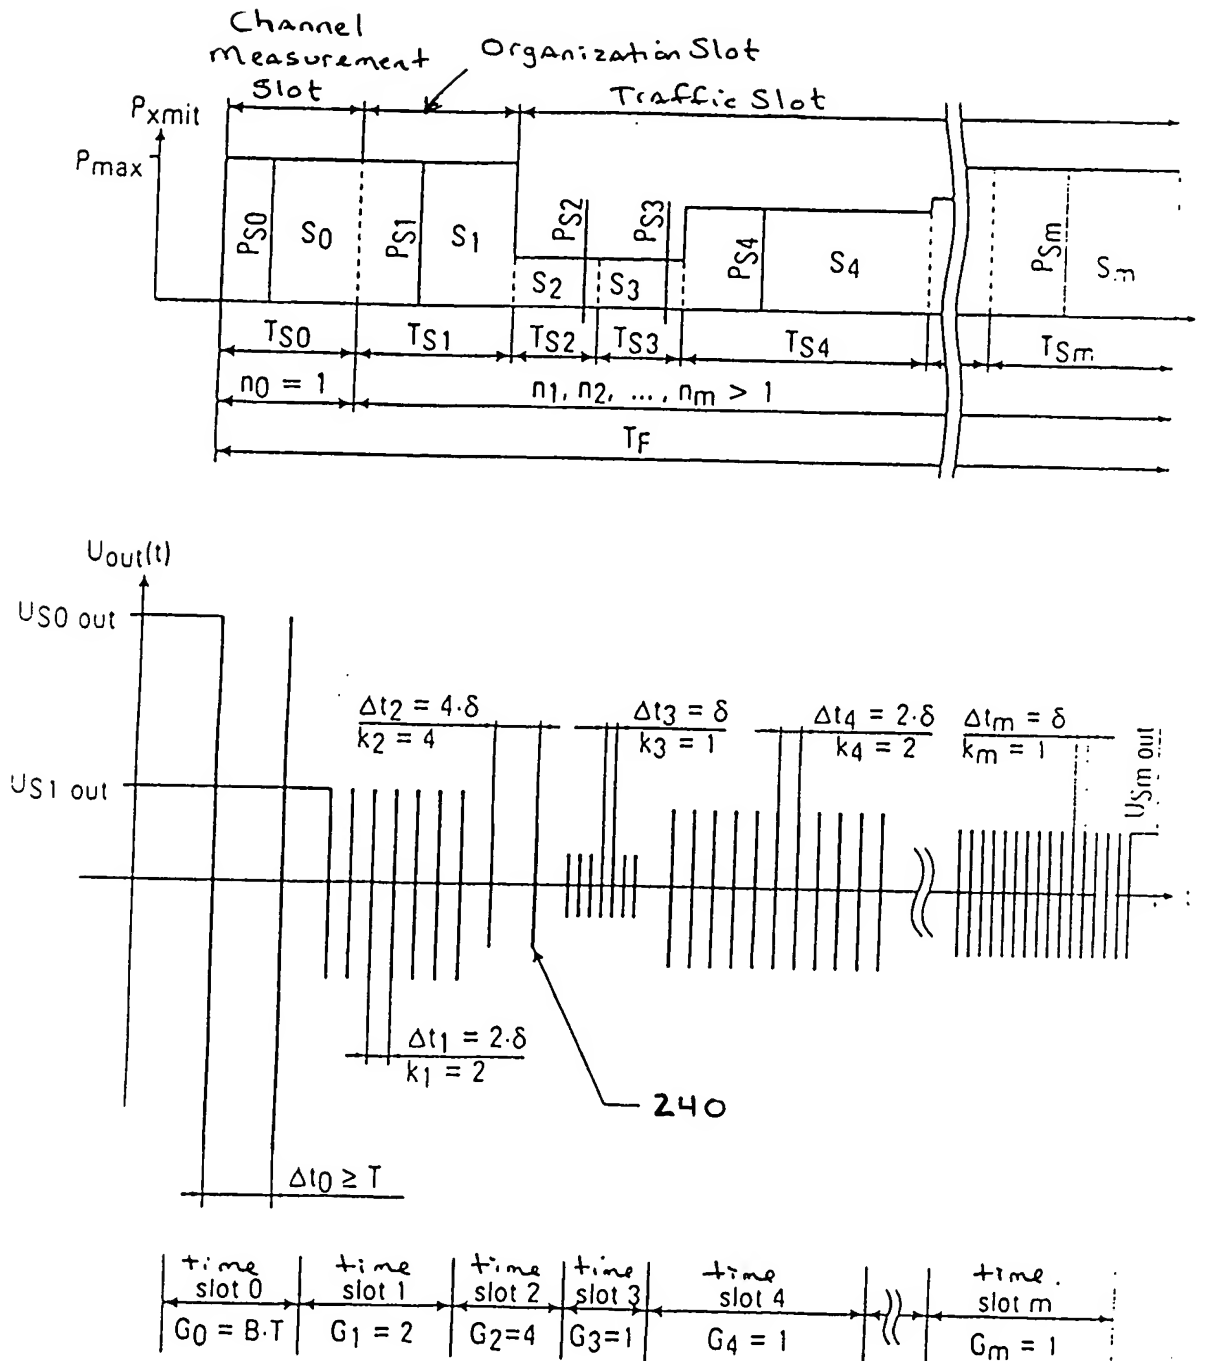 Channel
measurement
Slot
Organization Slot
Traffic Slot
Pxmit
Pmax
PS0
S0
PS1
S1
S2
PS2
S3
PS3
PS4
S4
PSm
Sm
TS0
TS1
TS2
TS3
TS4
TSm
n0 = 1
n1, n2, ..., nm > 1
TF
Uout(t)
US0 out
US1 out
Δt2 = 4·δ
k2 = 4
Δt3 = δ
k3 = 1
Δt4 = 2·δ
k4 = 2
Δtm = δ
km = 1
USm out
Δt1 = 2·δ
k1 = 2
240
Δt0 ≥ T
time
slot 0
time
slot 1
time
slot 2
time
slot 3
time
slot 4
time.
slot m
G0 = B·T
G1 = 2
G2=4
G3=1
G4 = 1
Gm = 1